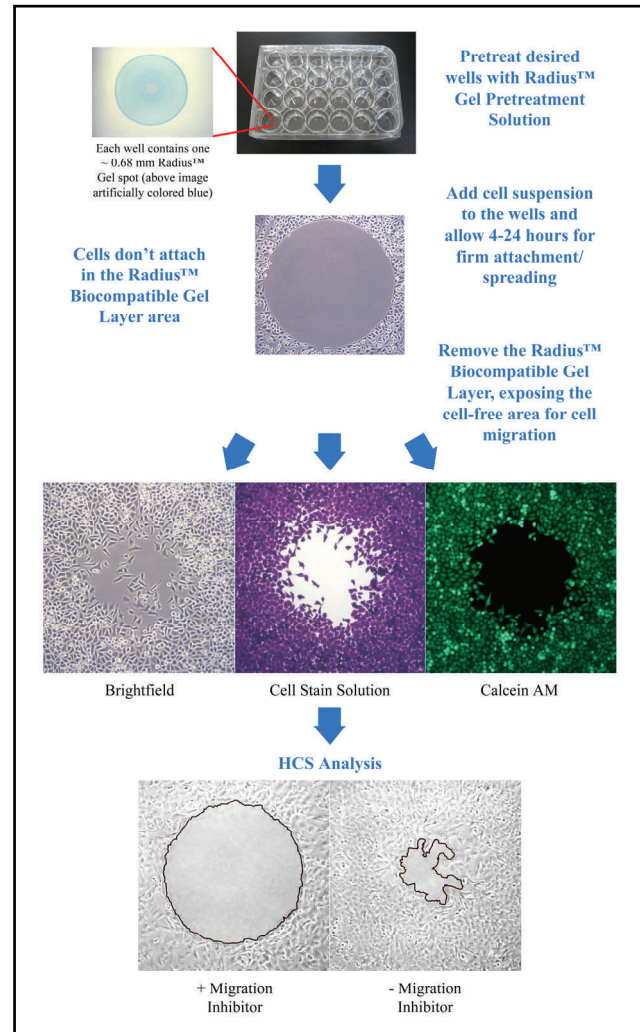 Pretreat desired
wells with Radius™
Gel Pretreatment
Solution
Each well contains one
~ 0.68 mm Radius™
Gel spot (above image
artificially colored blue)
Add cell suspension
to the wells and
allow 4-24 hours for
firm attachment/
spreading
Cells don't attach
in the Radius™
Biocompatible Gel
Layer area
Remove the Radius™
Biocompatible Gel
Layer, exposing the
cell-free area for cell
migration
Brightfield
Cell Stain Solution
Calcein AM
HCS Analysis
+ Migration
Inhibitor
- Migration
Inhibitor